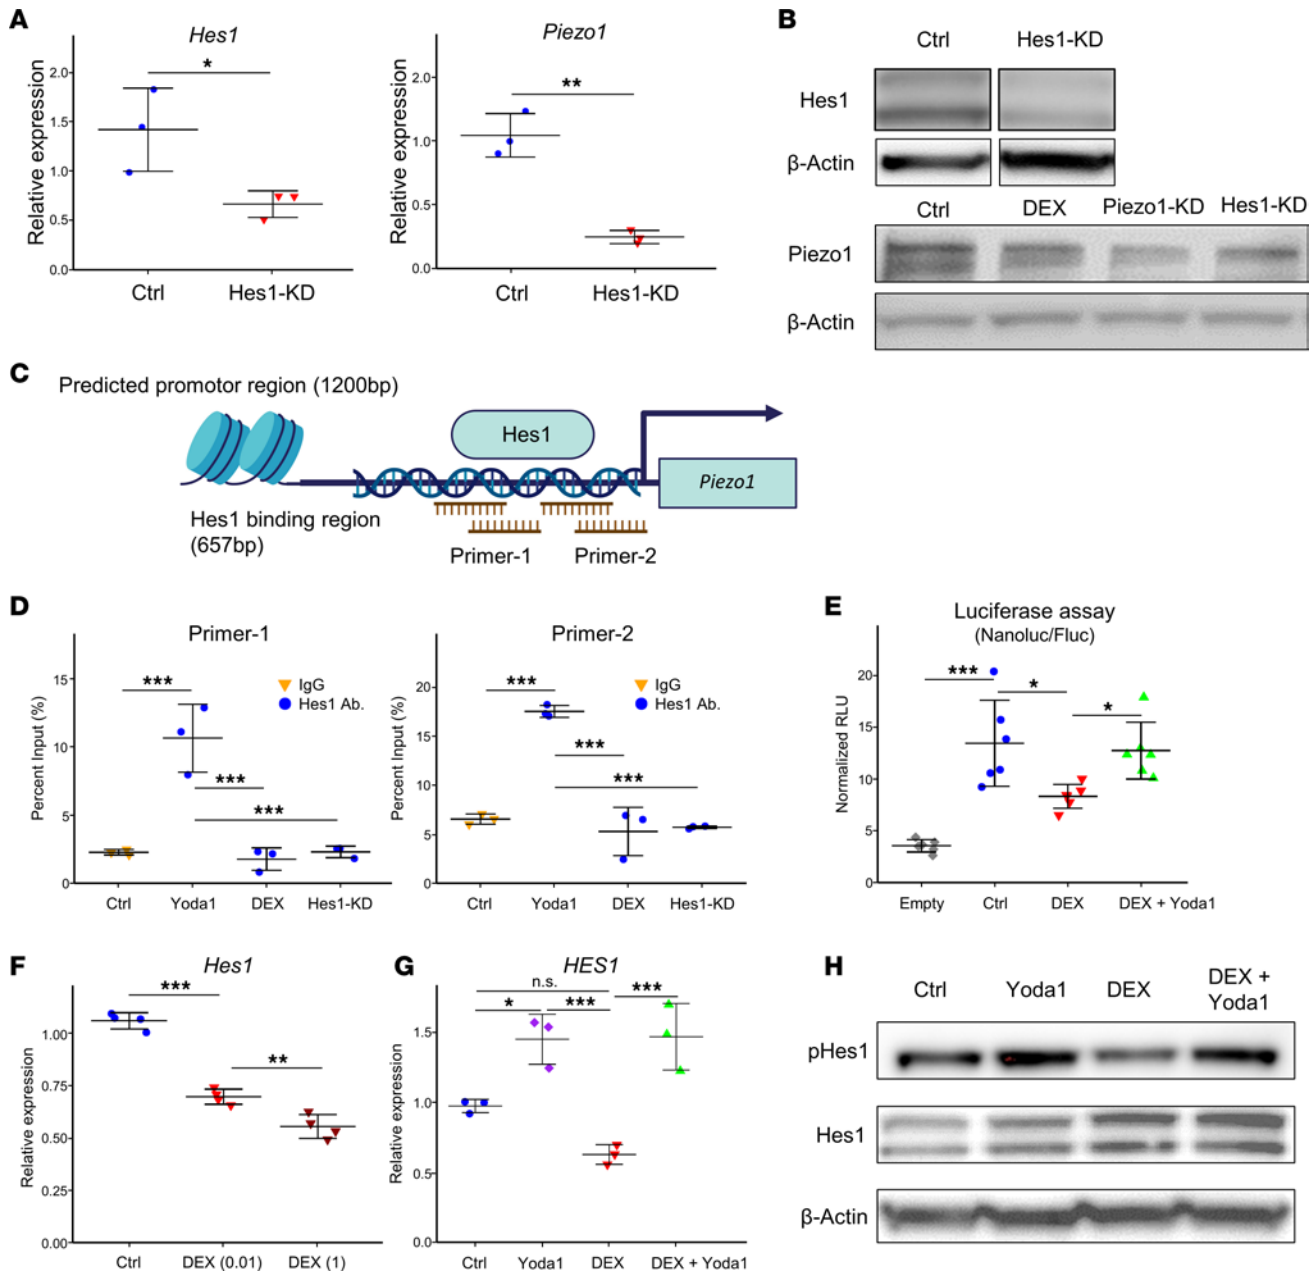 A
Hes1
Relative expression
2.0
1.5
1.0
0.5
0.0
*
Ctrl
Hes1-KD
Piezo1
Relative expression
2.0
1.0
0.5
0.0
**
Ctrl
Hes1-KD
B
Ctrl
Hes1-KD
Hes1
β-Actin
Ctrl
DEX
Piezo1-KD
Hes1-KD
Piezo1
β-Actin
C
Predicted promotor region (1200bp)
Hes1
Piezo1
Hes1 binding region
(657bp)
Primer-1
Primer-2
D
Primer-1
Percent Input (%)
15
10
5
0
***
***
***
IgG
Hes1 Ab.
Ctrl
Yoda1
DEX
Hes1-KD
Primer-2
Percent Input (%)
20
15
10
5
0
***
***
***
IgG
Hes1 Ab.
Ctrl
Yoda1
DEX
Hes1-KD
E
Luciferase assay
(Nanoluc/Fluc)
Normalized RLU
20
15
10
5
0
***
*
*
Empty
Ctrl
DEX
DEX + Yoda1
F
Hes1
Relative expression
1.00
0.75
0.50
0.25
0.00
***
**
Ctrl
DEX (0.01)
DEX (1)
G
HES1
Relative expression
1.5
1.0
0.5
0.0
n.s.
*
***
***
Ctrl
Yoda1
DEX
DEX + Yoda1
H
Ctrl
Yoda1
DEX
DEX +
Yoda1
pHes1
Hes1
β-Actin